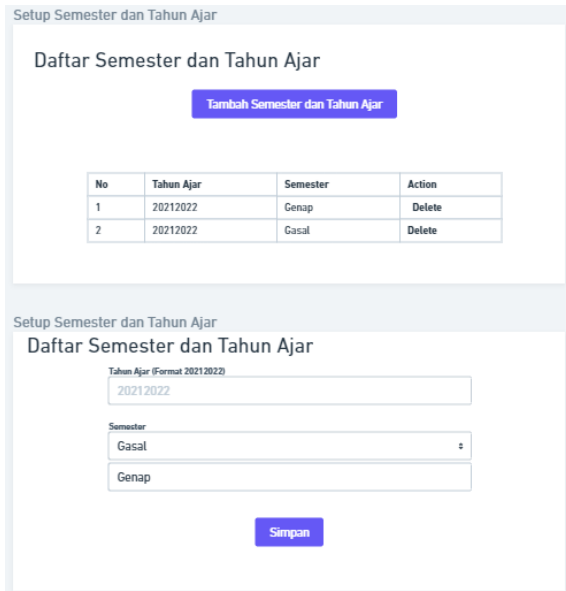 Setup Semester dan Tahun Ajar
Daftar Semester dan Tahun Ajar
Tambah Semester dan Tahun Ajar
No Tahun Ajar Semester Action
1 20212022 Genap Delete
2 20212022 Gasal Delete
Setup Semester dan Tahun Ajar
Daftar Semester dan Tahun Ajar
Tahun Ajar (Format 20212022)
20212022
Semester
Gasal
Genap
Simpan